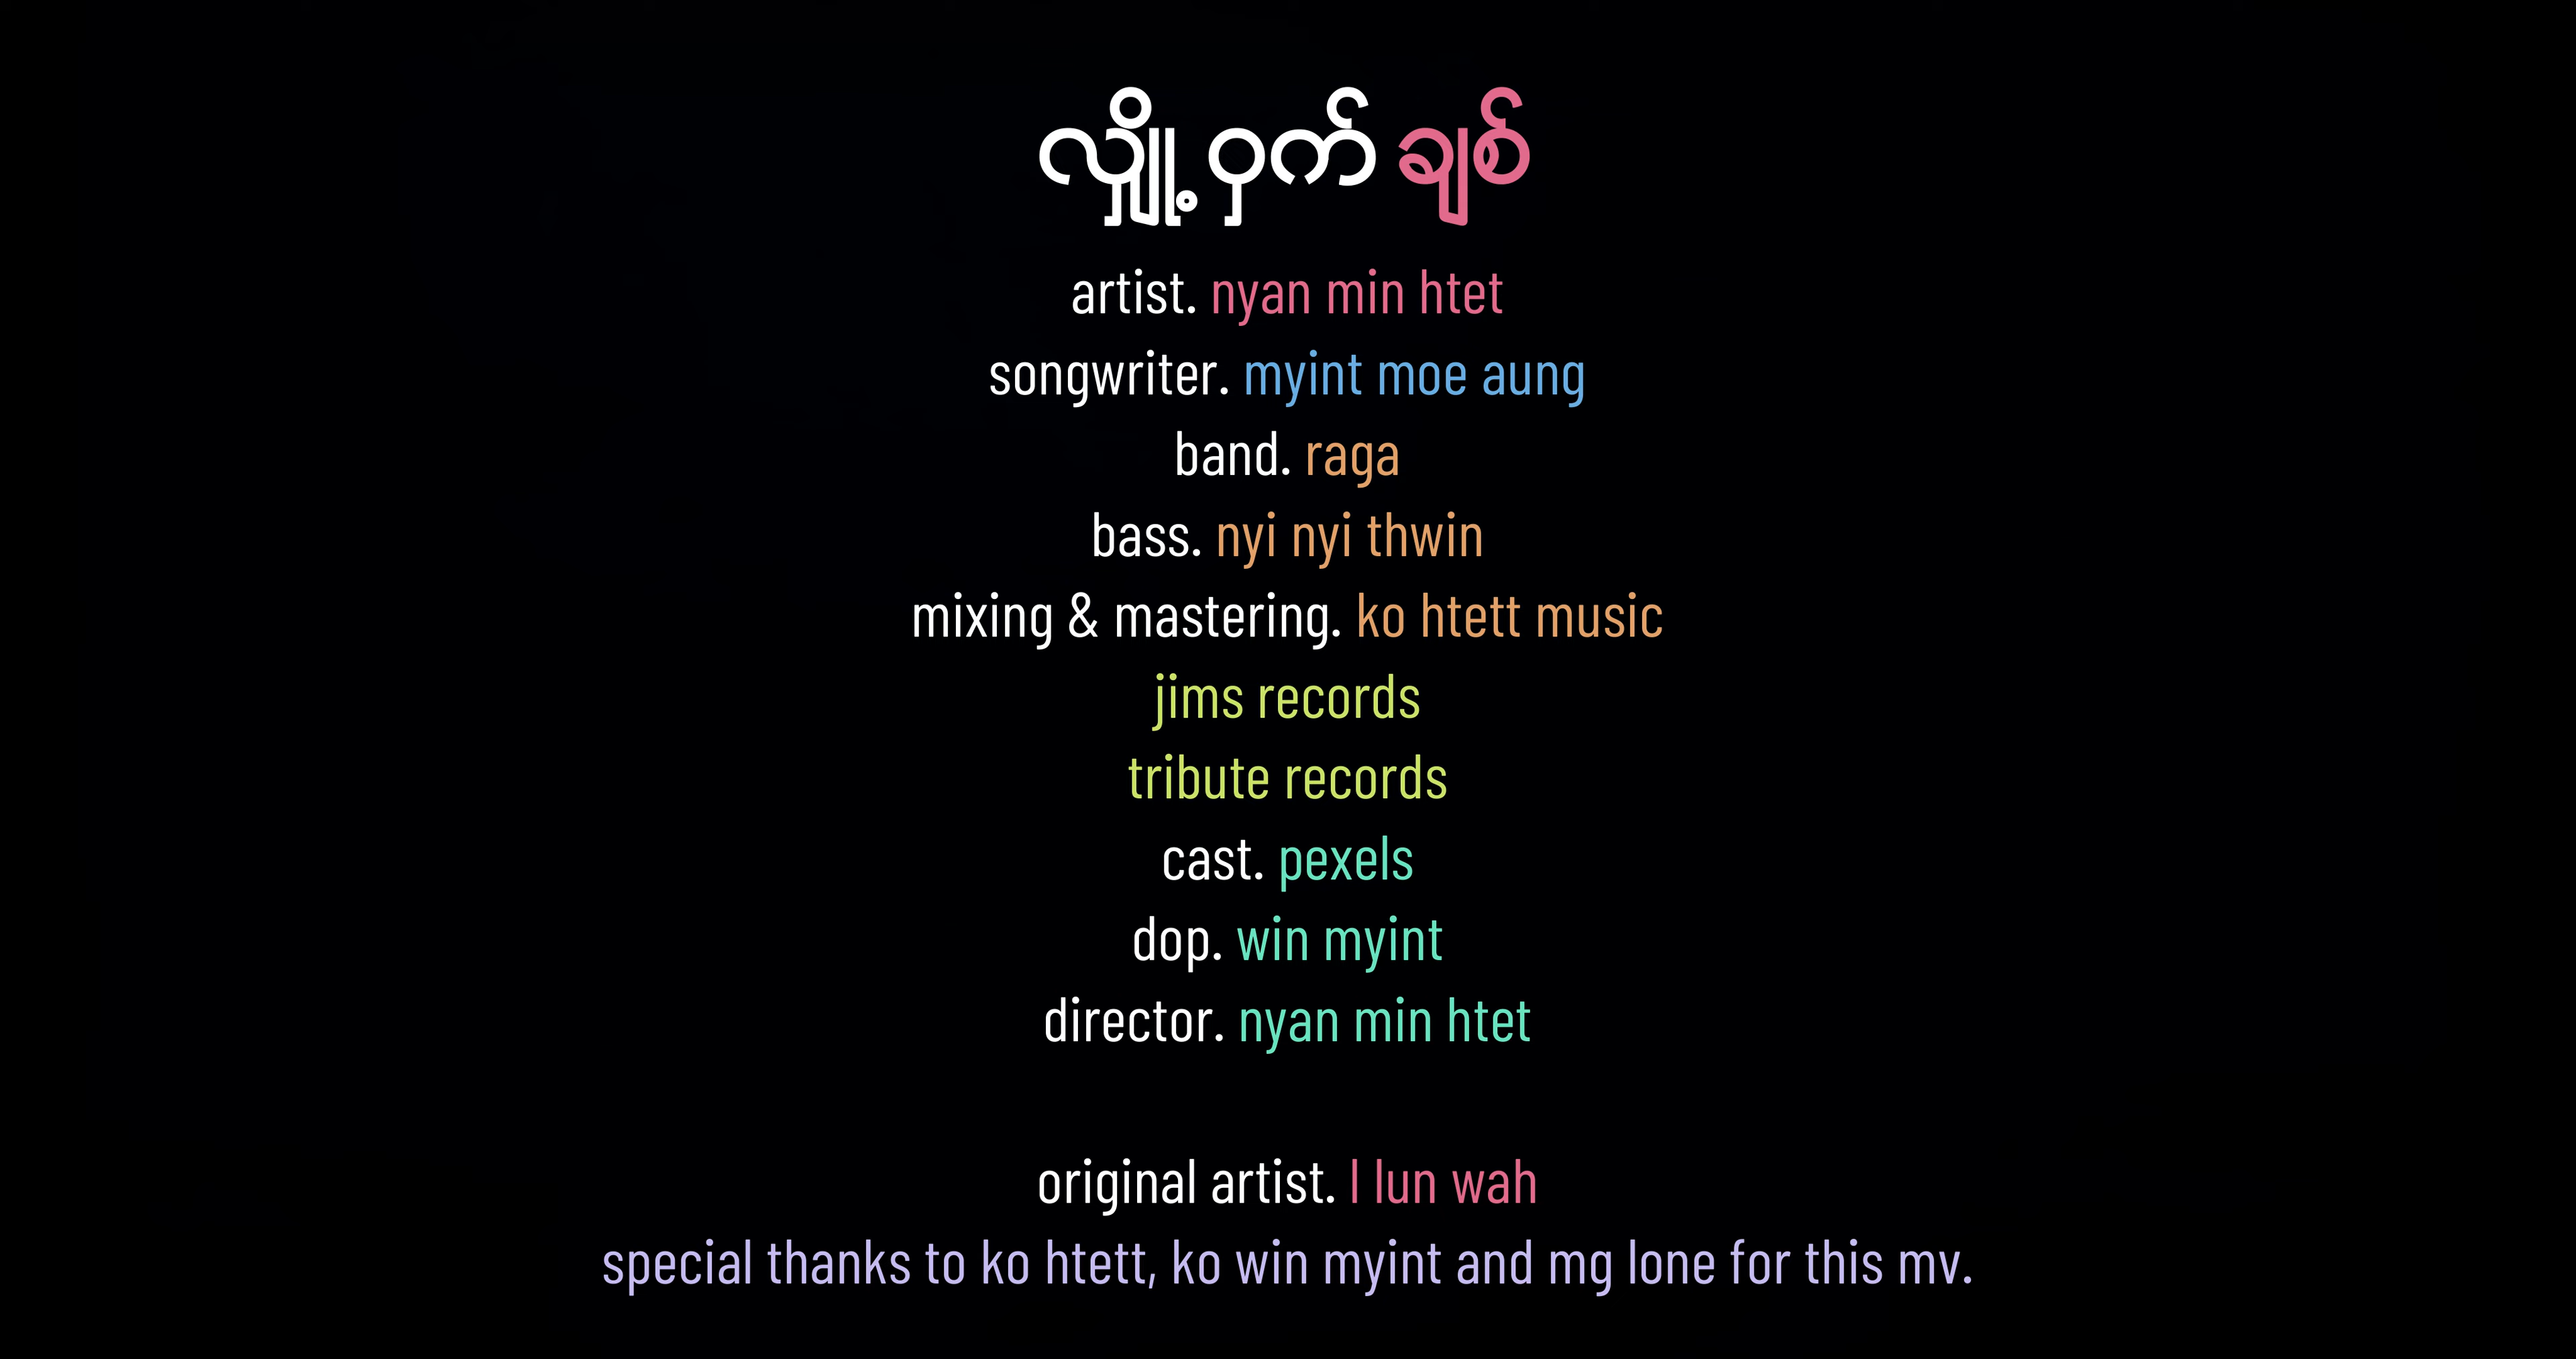 လျှို့ဝှက် ချစ်
artist. nyan min htet
songwriter. myint moe aung
band. raga
bass. nyi nyi thwin
mixing & mastering. ko htett music
jims records
tribute records
cast. pexels
dop. win myint
director. nyan min htet
original artist. l lun wah
special thanks to ko htett, ko win myint and mg lone for this mv.